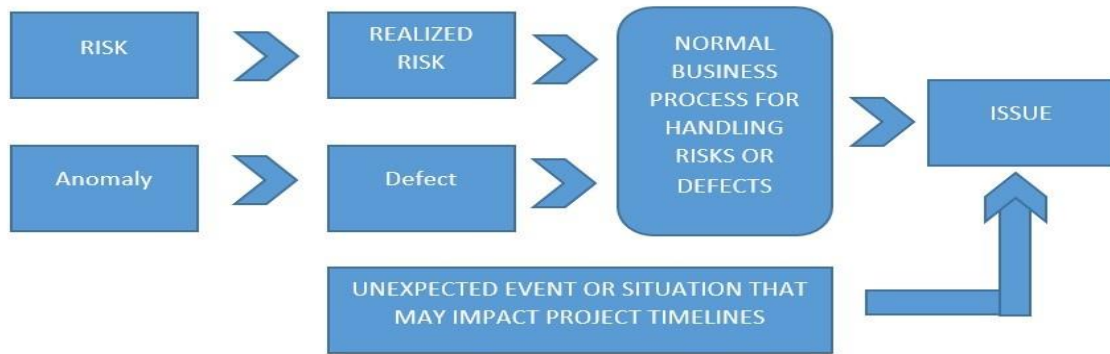 RISK
REALIZED
RISK
NORMAL
BUSINESS
PROCESS FOR
HANDLING
RISKS OR
DEFECTS
ISSUE
Anomaly
Defect
UNEXPECTED EVENT OR SITUATION THAT
MAY IMPACT PROJECT TIMELINES